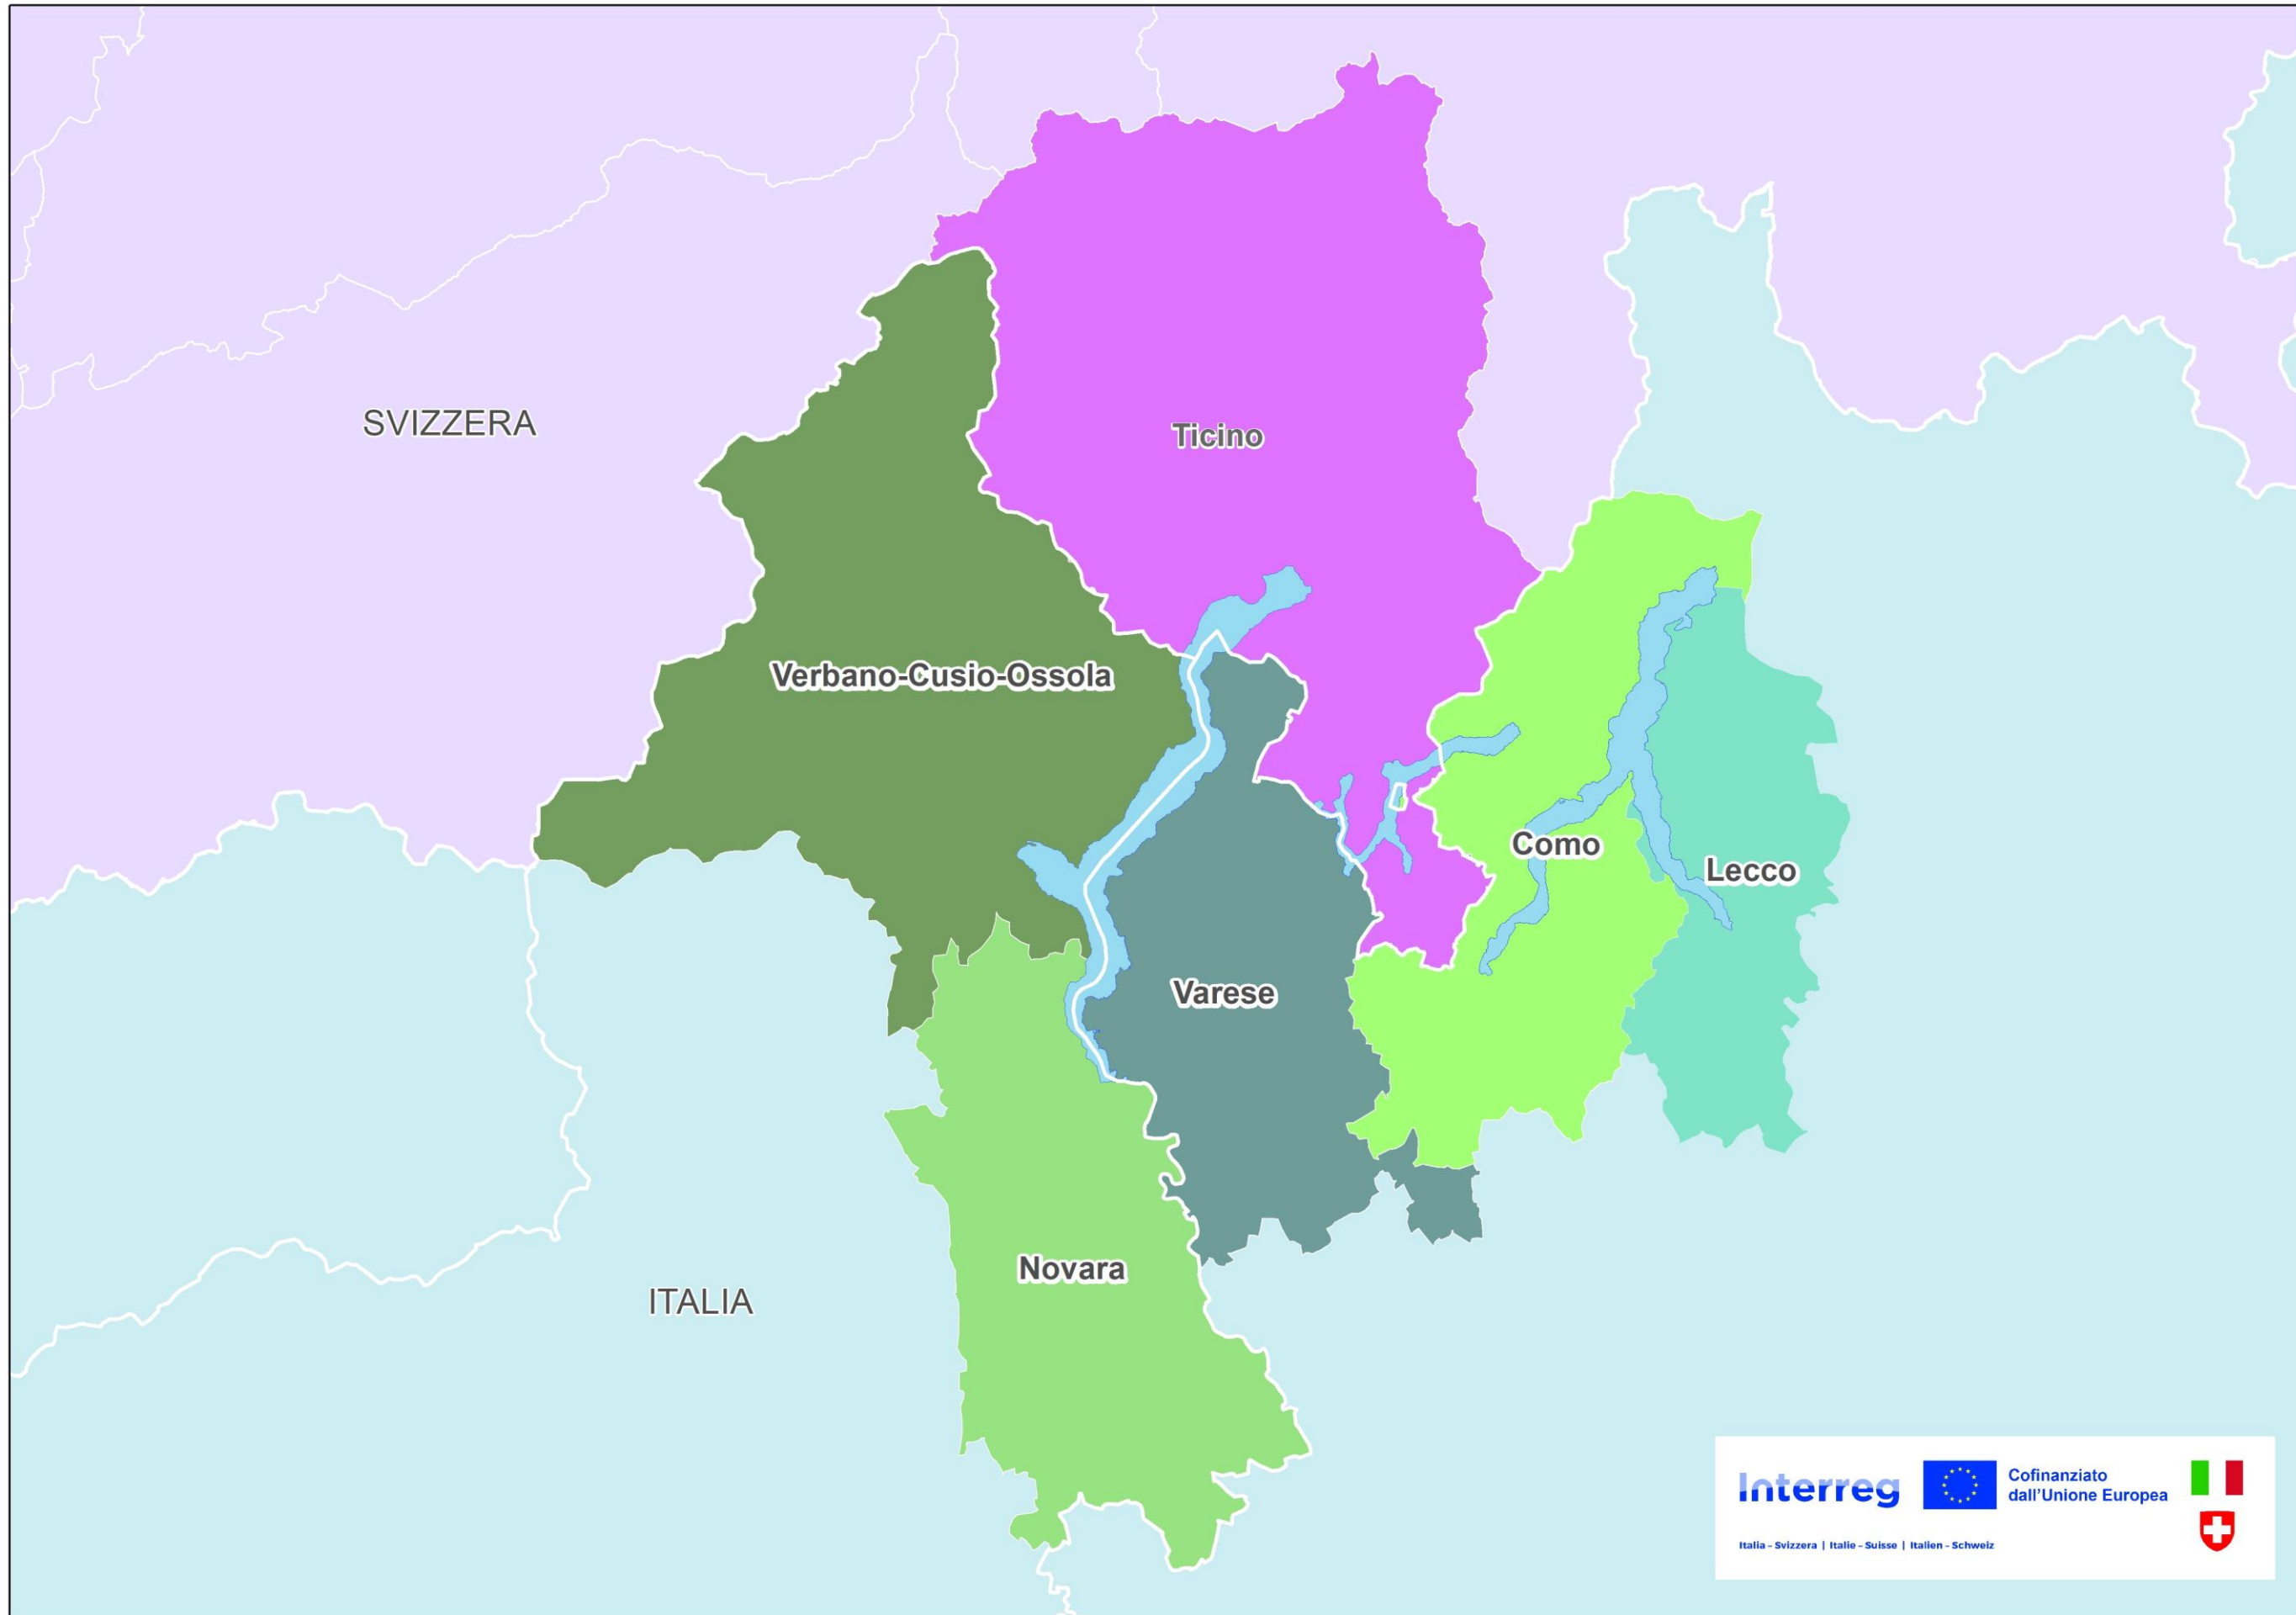 SVIZZERA
Ticino
Verbano-Cusio-Ossola
Como
Lecco
Varese
Novara
ITALIA
Interreg
Cofinanziato
dall'Unione Europea
Italia – Svizzera | Italie – Suisse | Italien – Schweiz